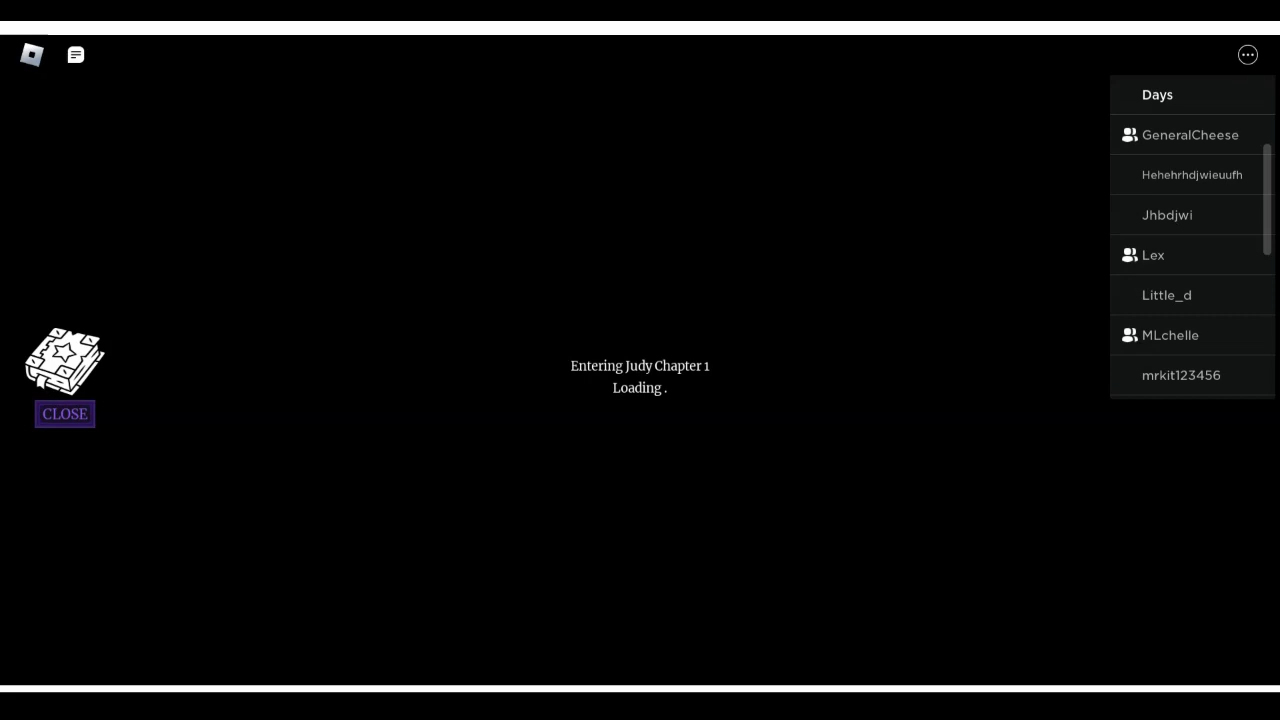 Days
GeneralCheese
Hehehrhdjwieuufh
Jhbdjwi
Lex
Little_d
MLchelle
mrkit123456
Entering Judy Chapter 1
Loading .
CLOSE